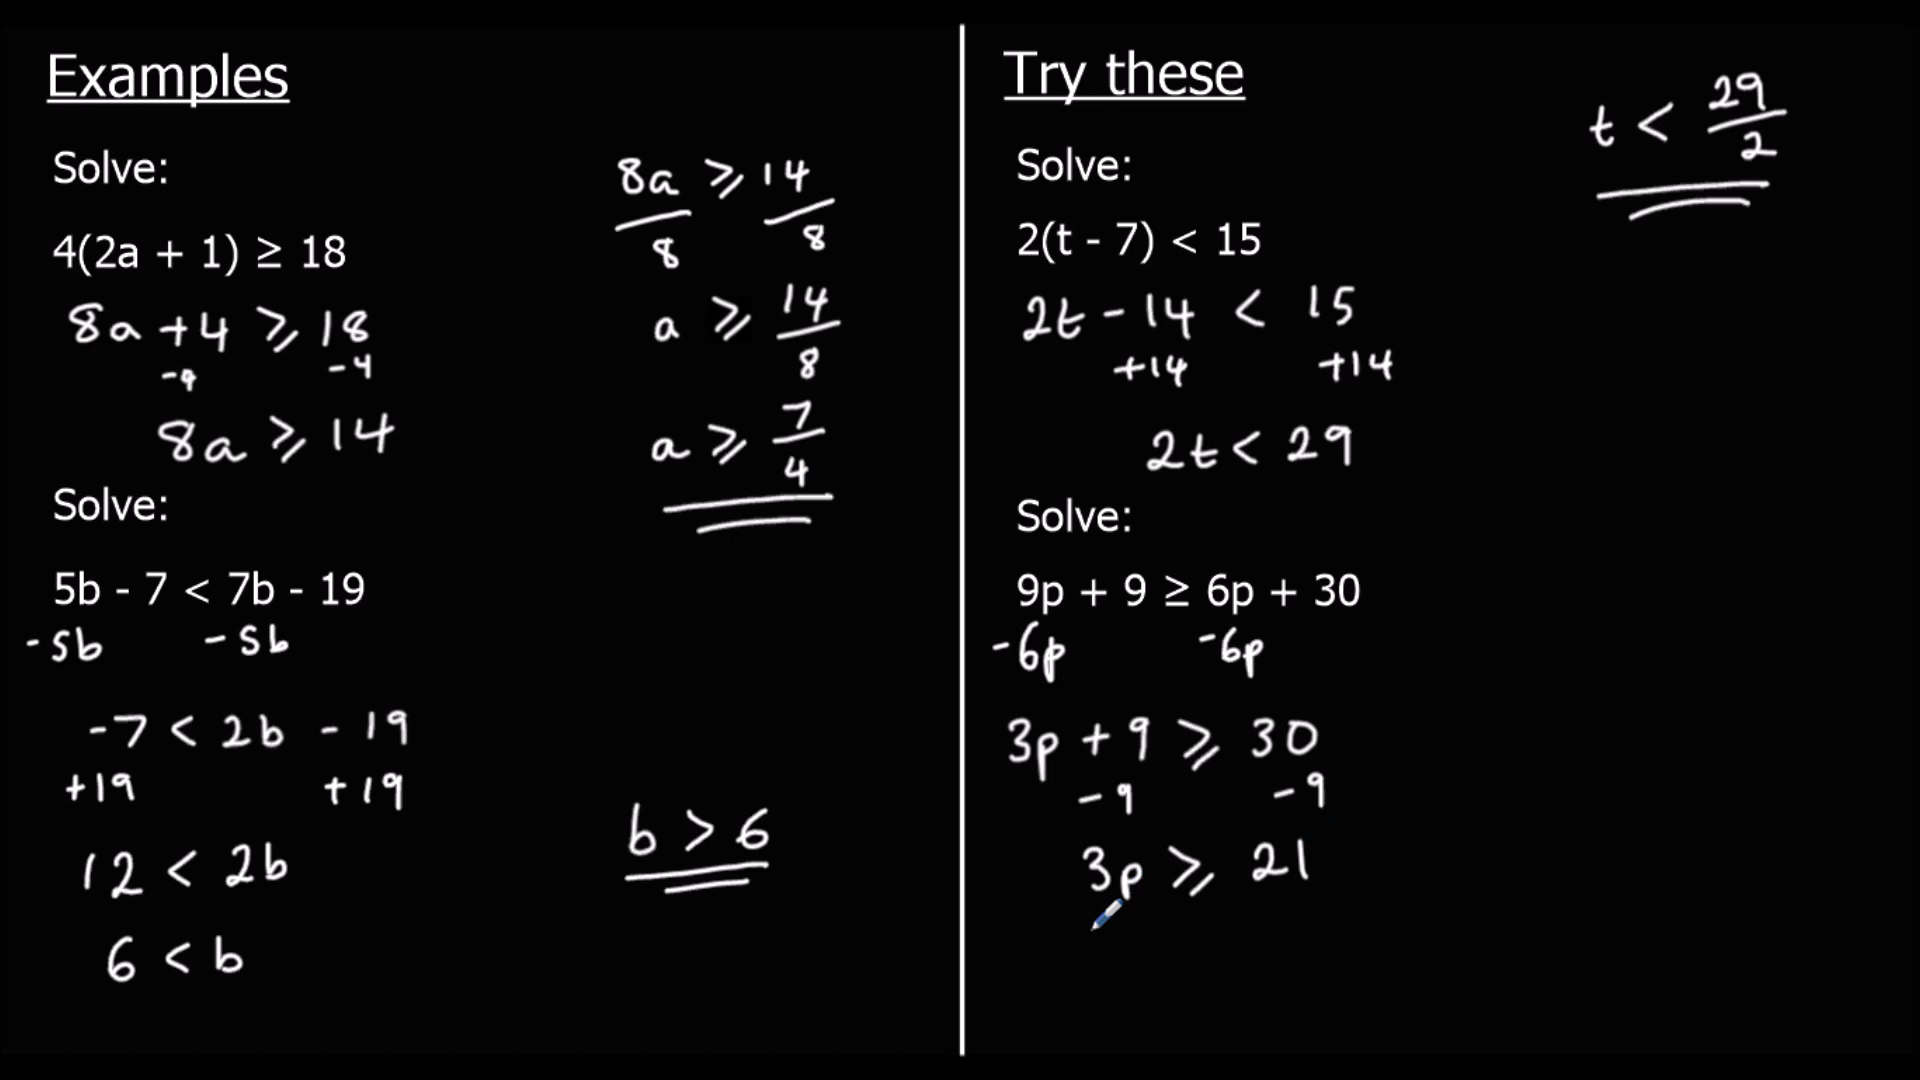 Examples
Solve:
4(2a + 1) ≥ 18
8a + 4 ⩾ 18
-4 -4
8a ⩾ 14
8a ⩾ 14
8 8
a ⩾ 14/8
a ⩾ 7/4
Solve:
5b - 7 < 7b - 19
-5b -5b
-7 < 2b - 19
+19 +19
12 < 2b
6 < b
b > 6
Try these
Solve:
2(t - 7) < 15
2t - 14 < 15
+14 +14
2t < 29
t < 29/2
Solve:
9p + 9 ≥ 6p + 30
-6p -6p
3p + 9 ⩾ 30
-9 -9
3p ⩾ 21